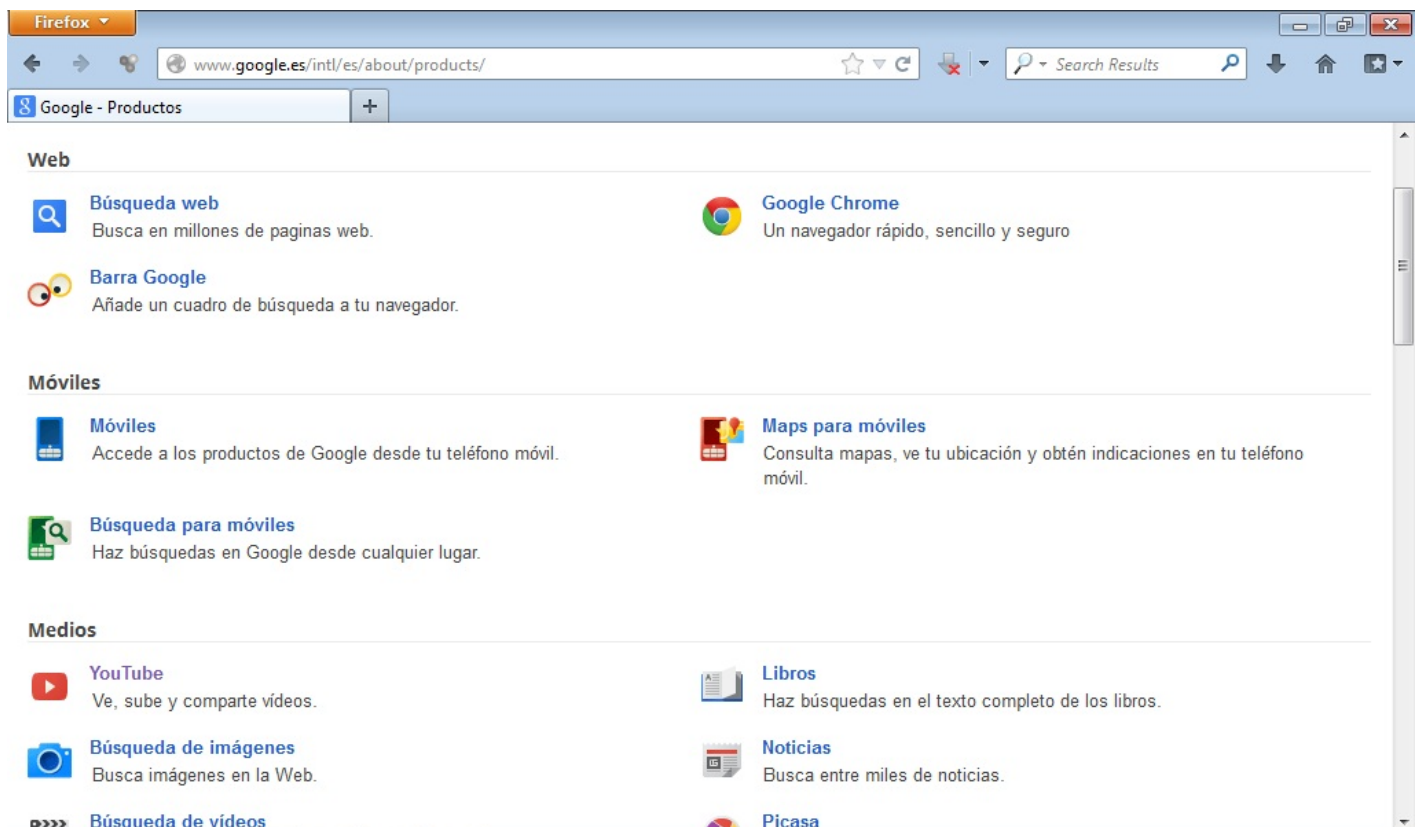 Firefox
www.google.es/intl/es/about/products/
Search Results
Google - Productos
Web
Búsqueda web
Busca en millones de paginas web.
Google Chrome
Un navegador rápido, sencillo y seguro
Barra Google
Añade un cuadro de búsqueda a tu navegador.
Móviles
Móviles
Accede a los productos de Google desde tu teléfono móvil.
Maps para móviles
Consulta mapas, ve tu ubicación y obtén indicaciones en tu teléfono
móvil.
Búsqueda para móviles
Haz búsquedas en Google desde cualquier lugar.
Medios
YouTube
Ve, sube y comparte vídeos.
Libros
Haz búsquedas en el texto completo de los libros.
Búsqueda de imágenes
Busca imágenes en la Web.
Noticias
Busca entre miles de noticias.
Búsqueda de vídeos
Picasa